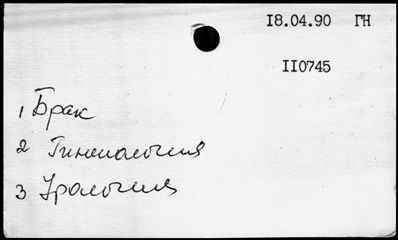 18.04.90 ГН
110745
1 Брак
2 Гинекология
3 Урология